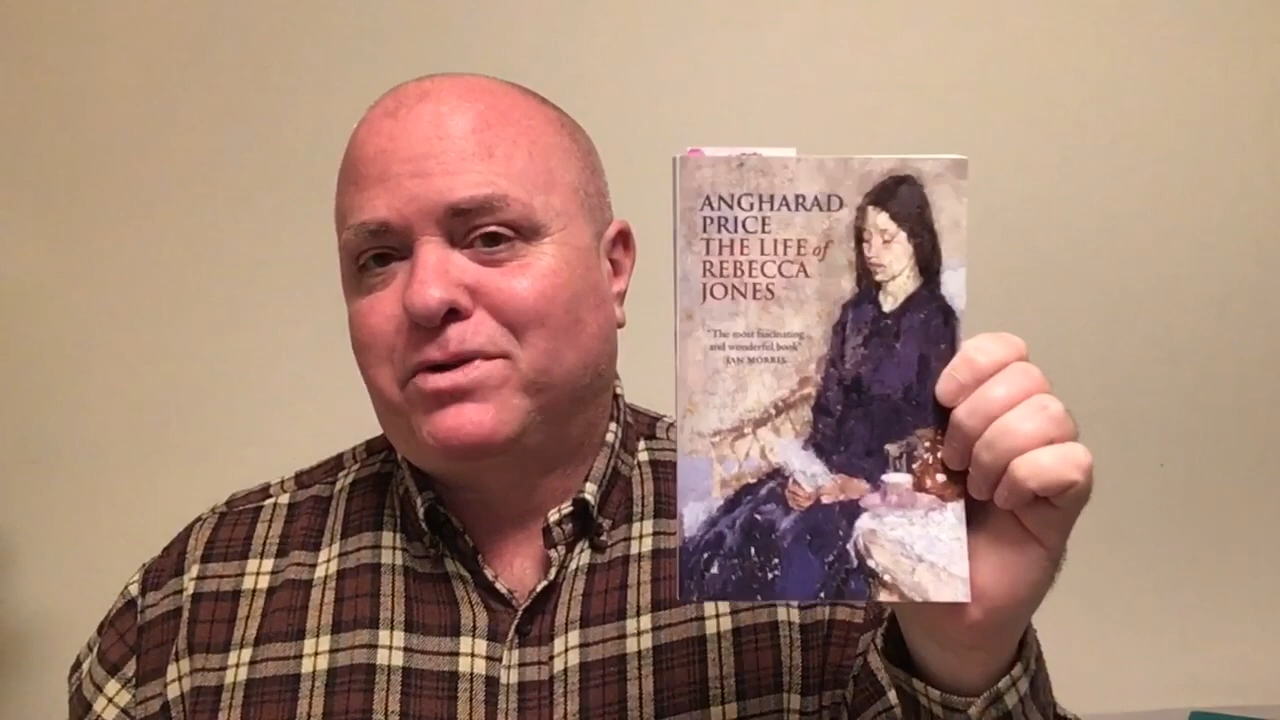 ANGHARAD
PRICE
THE LIFE of
REBECCA
JONES
"The most fascinating
and wonderful book"
JAN MORRIS